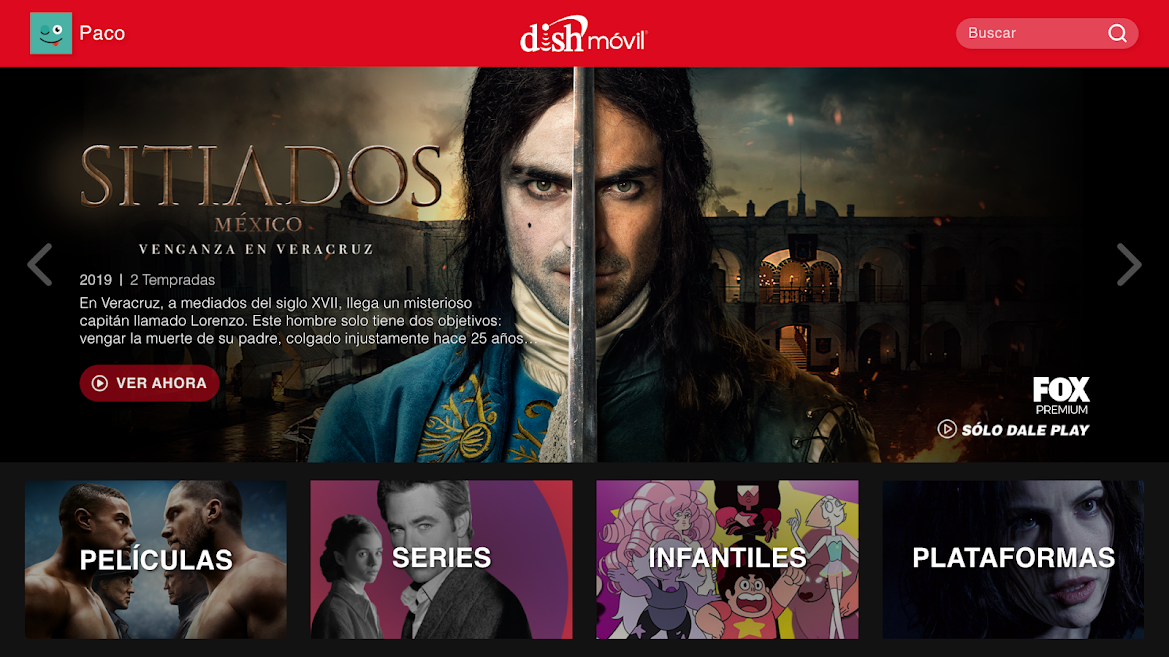 Paco
dish móvil
Buscar
SITIADOS
MÉXICO
VENGANZA EN VERACRUZ
2019 | 2 Tempradas
En Veracruz, a mediados del siglo XVII, llega un misterioso
capitán llamado Lorenzo. Este hombre solo tiene dos objetivos:
vengar la muerte de su padre, colgado injustamente hace 25 años...
VER AHORA
FOX
PREMIUM
SÓLO DALE PLAY
PELÍCULAS
SERIES
INFANTILES
PLATAFORMAS